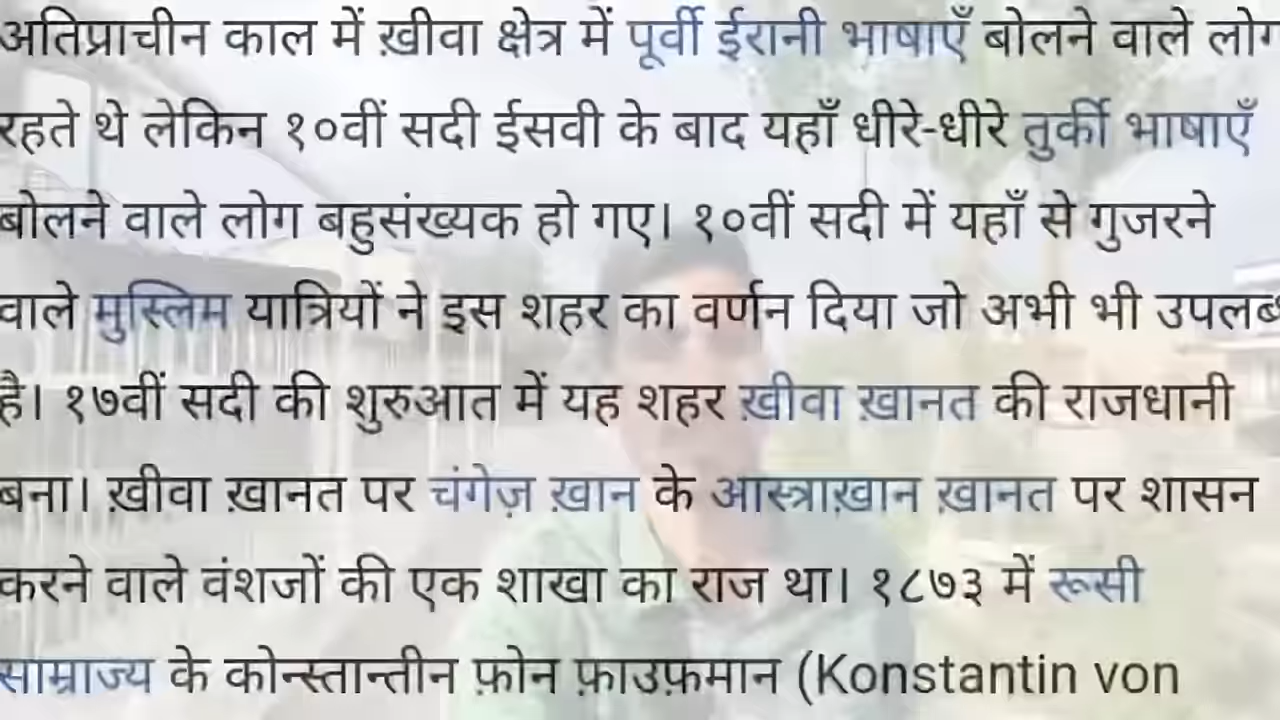 अतिप्राचीन काल में ख़ीवा क्षेत्र में पूर्वी ईरानी भाषाएँ बोलने वाले लोग
रहते थे लेकिन १०वीं सदी ईसवी के बाद यहाँ धीरे-धीरे तुर्की भाषाएँ
बोलने वाले लोग बहुसंख्यक हो गए। १०वीं सदी में यहाँ से गुजरने
वाले मुस्लिम यात्रियों ने इस शहर का वर्णन दिया जो अभी भी उपलब्ध
है। १७वीं सदी की शुरुआत में यह शहर ख़ीवा ख़ानत की राजधानी
बना। ख़ीवा ख़ानत पर चंगेज़ ख़ान के आस्त्राख़ान ख़ानत पर शासन
करने वाले वंशजों की एक शाखा का राज था। १८७३ में रूसी
साम्राज्य के कोन्स्तान्तीन फ़ोन फ़ाउफ़मान (Konstantin von